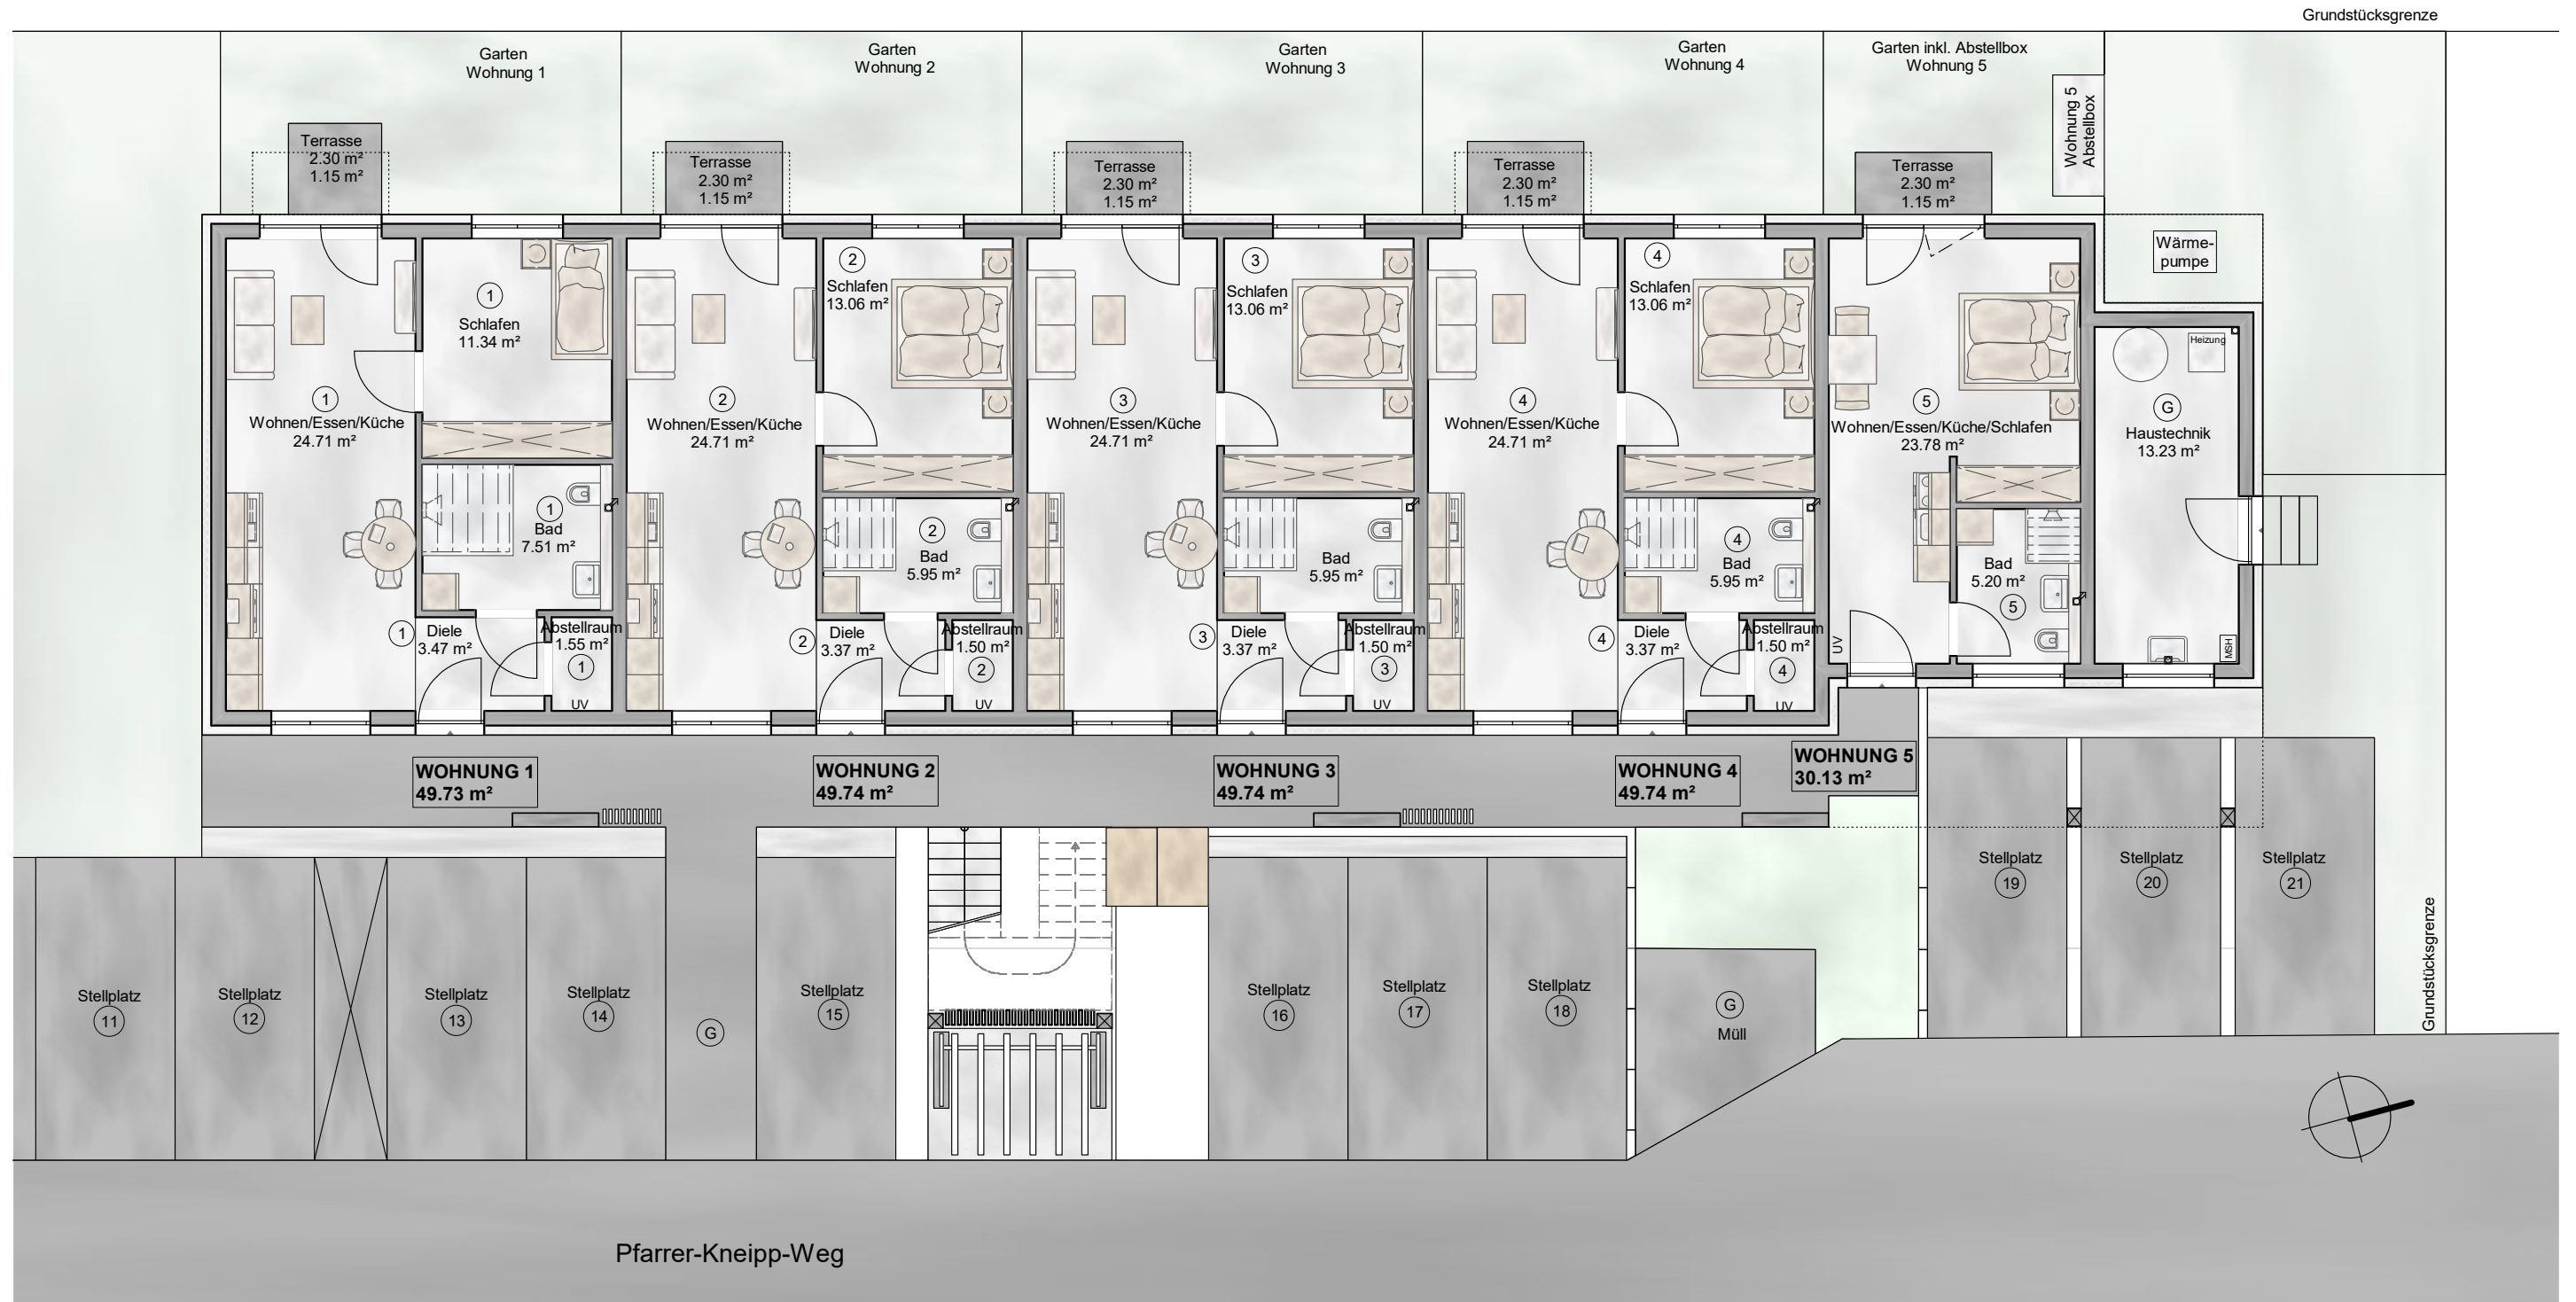 Grundstücksgrenze
Garten
Wohnung 1
Garten
Wohnung 2
Garten
Wohnung 3
Garten
Wohnung 4
Garten inkl. Abstellbox
Wohnung 5
Wohnung 5
Abstellbox
Terrasse
2.30 m²
1.15 m²
Terrasse
2.30 m²
1.15 m²
Terrasse
2.30 m²
1.15 m²
Terrasse
2.30 m²
1.15 m²
Terrasse
2.30 m²
1.15 m²
Wärme-
pumpe
1
Schlafen
11.34 m²
2
Schlafen
13.06 m²
3
Schlafen
13.06 m²
4
Schlafen
13.06 m²
Heizung
1
Wohnen/Essen/Küche
24.71 m²
2
Wohnen/Essen/Küche
24.71 m²
3
Wohnen/Essen/Küche
24.71 m²
4
Wohnen/Essen/Küche
24.71 m²
5
Wohnen/Essen/Küche/Schlafen
23.78 m²
G
Haustechnik
13.23 m²
1
Bad
7.51 m²
2
Bad
5.95 m²
Bad
5.95 m²
4
Bad
5.95 m²
Bad
5.20 m²
5
1
Diele
3.47 m²
Abstellraum
1.55 m²
1
UV
2
Diele
3.37 m²
Abstellraum
1.50 m²
2
UV
3
Diele
3.37 m²
Abstellraum
1.50 m²
3
UV
4
Diele
3.37 m²
Abstellraum
1.50 m²
4
UV
UV
MSH
WOHNUNG 1
49.73 m²
WOHNUNG 2
49.74 m²
WOHNUNG 3
49.74 m²
WOHNUNG 4
49.74 m²
WOHNUNG 5
30.13 m²
Stellplatz
11
Stellplatz
12
Stellplatz
13
Stellplatz
14
G
Stellplatz
15
Stellplatz
16
Stellplatz
17
Stellplatz
18
G
Müll
Stellplatz
19
Stellplatz
20
Stellplatz
21
Grundstücksgrenze
Pfarrer-Kneipp-Weg